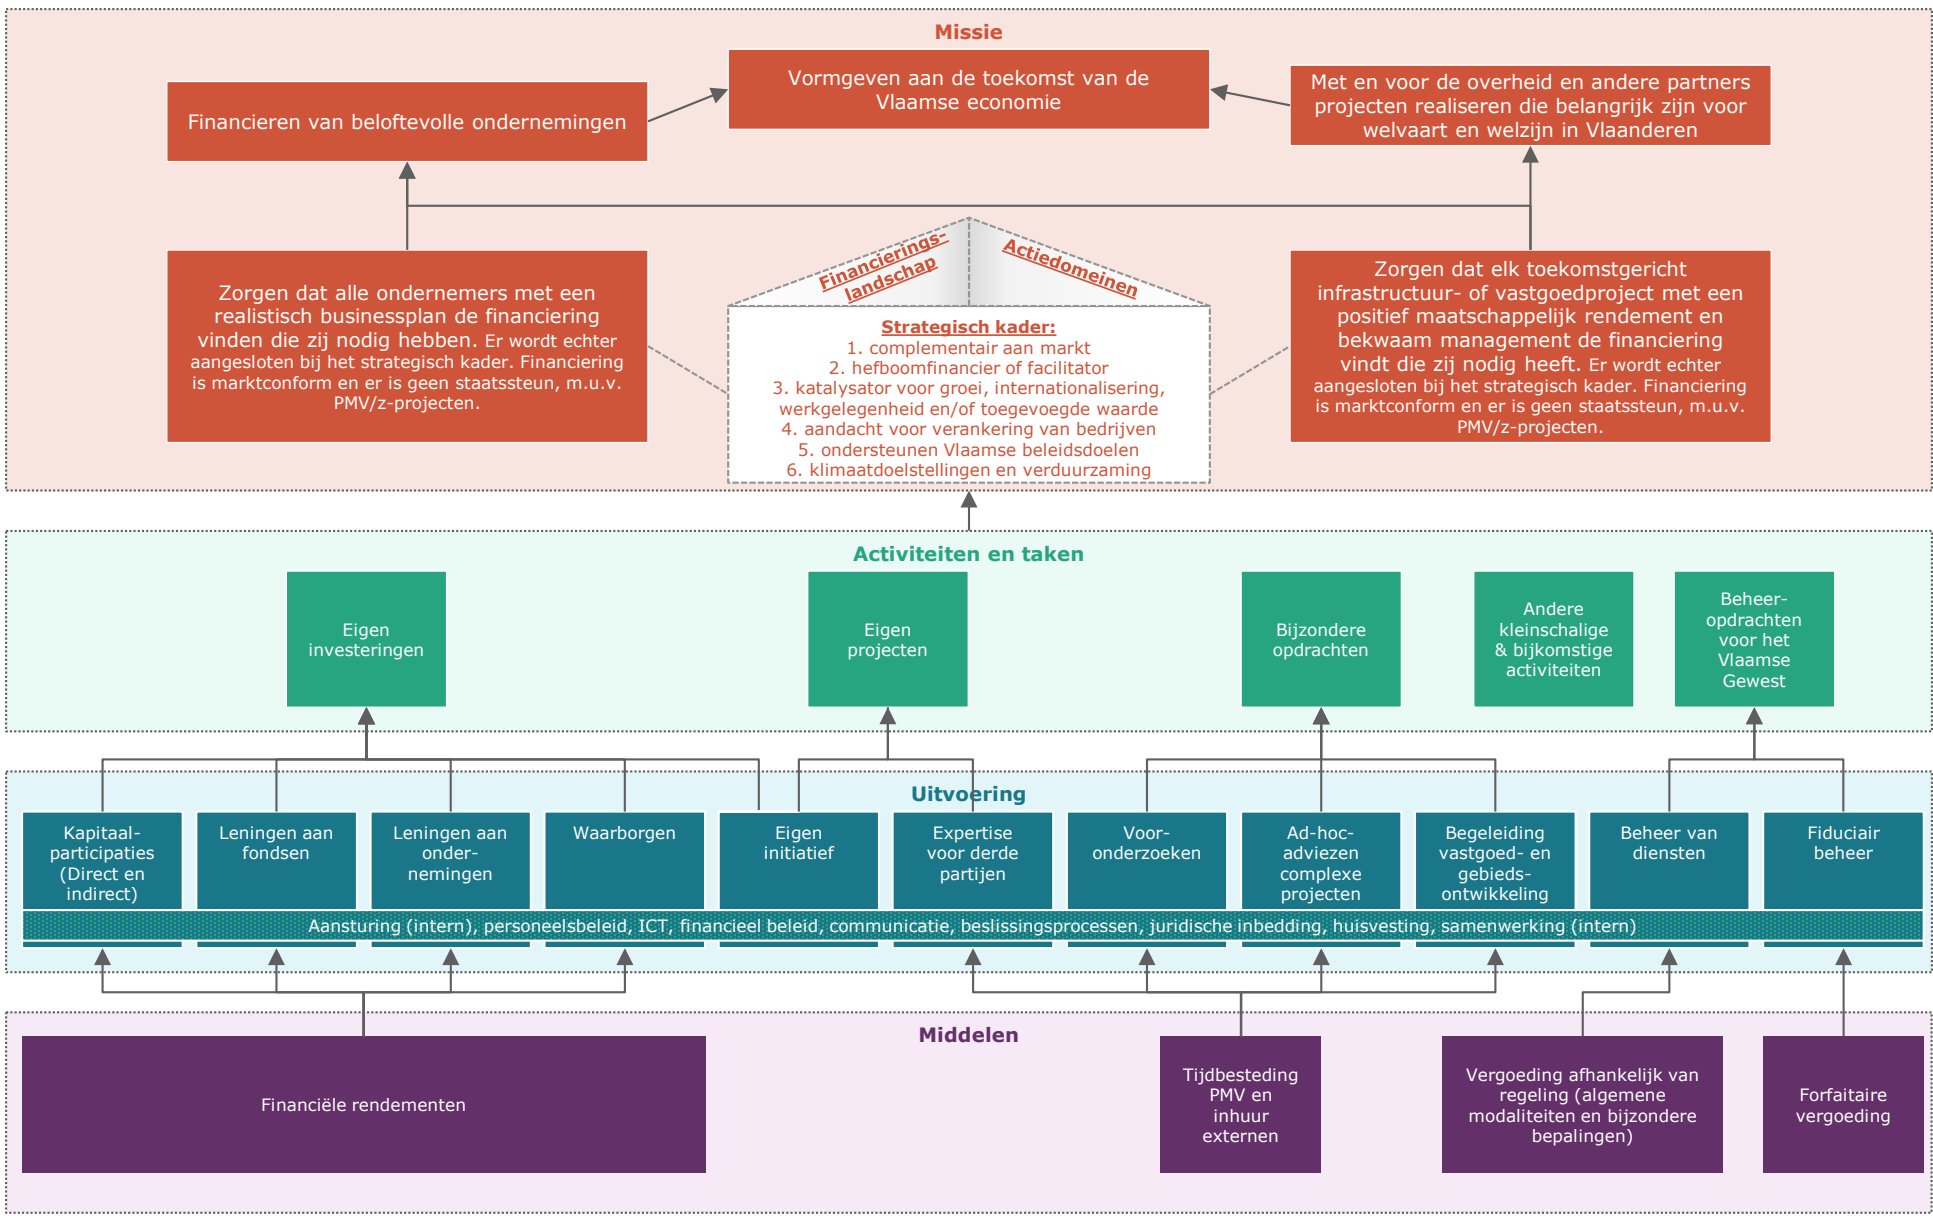 Missie
Vormgeven aan de toekomst van de
Vlaamse economie
Financieren van beloftevolle ondernemingen
Met en voor de overheid en andere partners
projecten realiseren die belangrijk zijn voor
welvaart en welzijn in Vlaanderen
Zorgen dat alle ondernemers met een
realistisch businessplan de financiering
vinden die zij nodig hebben. Er wordt echter
aangesloten bij het strategisch kader. Financiering
is marktconform en er is geen staatssteun, m.u.v.
PMV/z-projecten.
Financierings-
landschap
Actiedomeinen
Strategisch kader:
1. complementair aan markt
2. hefboomfinancier of facilitator
3. katalysator voor groei, internationalisering,
werkgelegenheid en/of toegevoegde waarde
4. aandacht voor verankering van bedrijven
5. ondersteunen Vlaamse beleidsdoelen
6. klimaatdoelstellingen en verduurzaming
Zorgen dat elk toekomstgericht
infrastructuur- of vastgoedproject met een
positief maatschappelijk rendement en
bekwaam management de financiering
vindt die zij nodig heeft. Er wordt echter
aangesloten bij het strategisch kader. Financiering
is marktconform en er is geen staatssteun, m.u.v.
PMV/z-projecten.
Activiteiten en taken
Eigen
investeringen
Eigen
projecten
Bijzondere
opdrachten
Andere
kleinschalige
& bijkomstige
activiteiten
Beheer-
opdrachten
voor het
Vlaamse
Gewest
Uitvoering
Kapitaal-
participaties
(Direct en
indirect)
Leningen aan
fondsen
Leningen aan
onder-
nemingen
Waarborgen
Eigen
initiatief
Expertise
voor derde
partijen
Voor-
onderzoeken
Ad-hoc-
adviezen
complexe
projecten
Begeleiding
vastgoed- en
gebieds-
ontwikkeling
Beheer van
diensten
Fiduciair
beheer
Aansturing (intern), personeelsbeleid, ICT, financieel beleid, communicatie, beslissingsprocessen, juridische inbedding, huisvesting, samenwerking (intern)
Middelen
Financiële rendementen
Tijdbesteding
PMV en
inhuur
externen
Vergoeding afhankelijk van
regeling (algemene
modaliteiten en bijzondere
bepalingen)
Forfaitaire
vergoeding